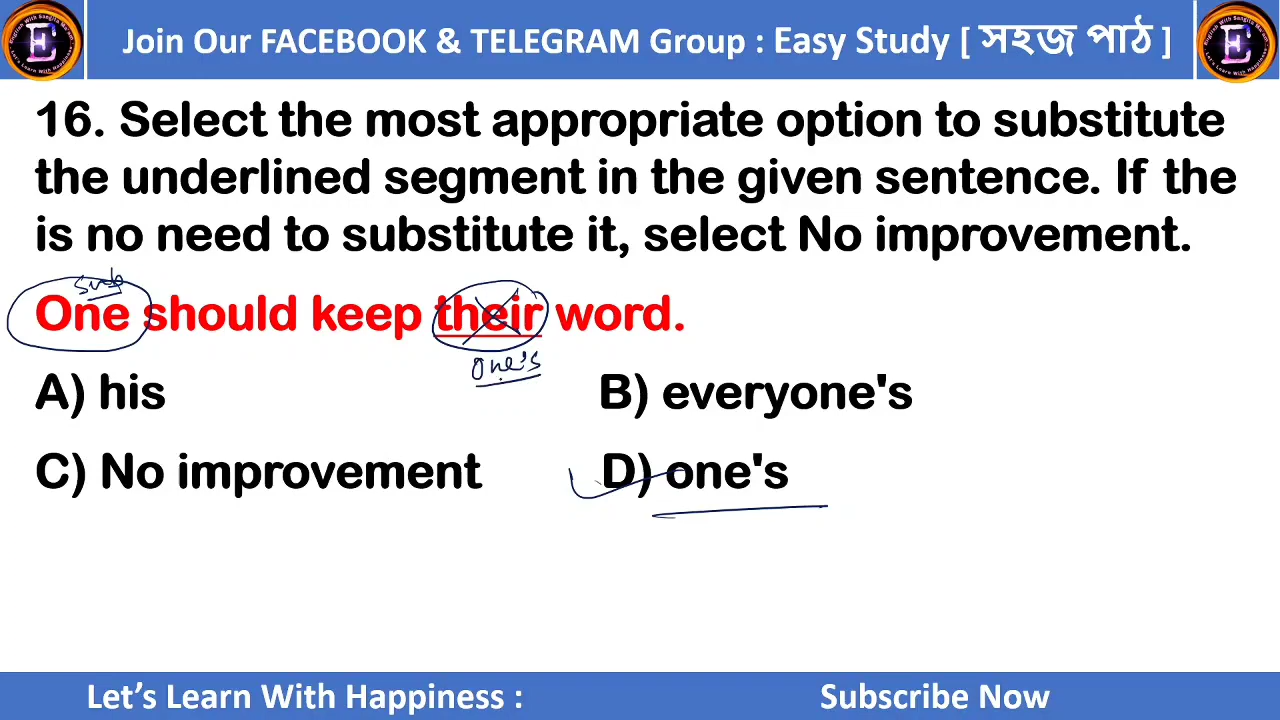 Join Our FACEBOOK & TELEGRAM Group : Easy Study [ সহজ পাঠ ]
E
E
16. Select the most appropriate option to substitute
the underlined segment in the given sentence. If the
is no need to substitute it, select No improvement.
sub
One should keep their word.
one's
A) his
B) everyone's
C) No improvement
D) one's
Let's Learn With Happiness :
Subscribe Now